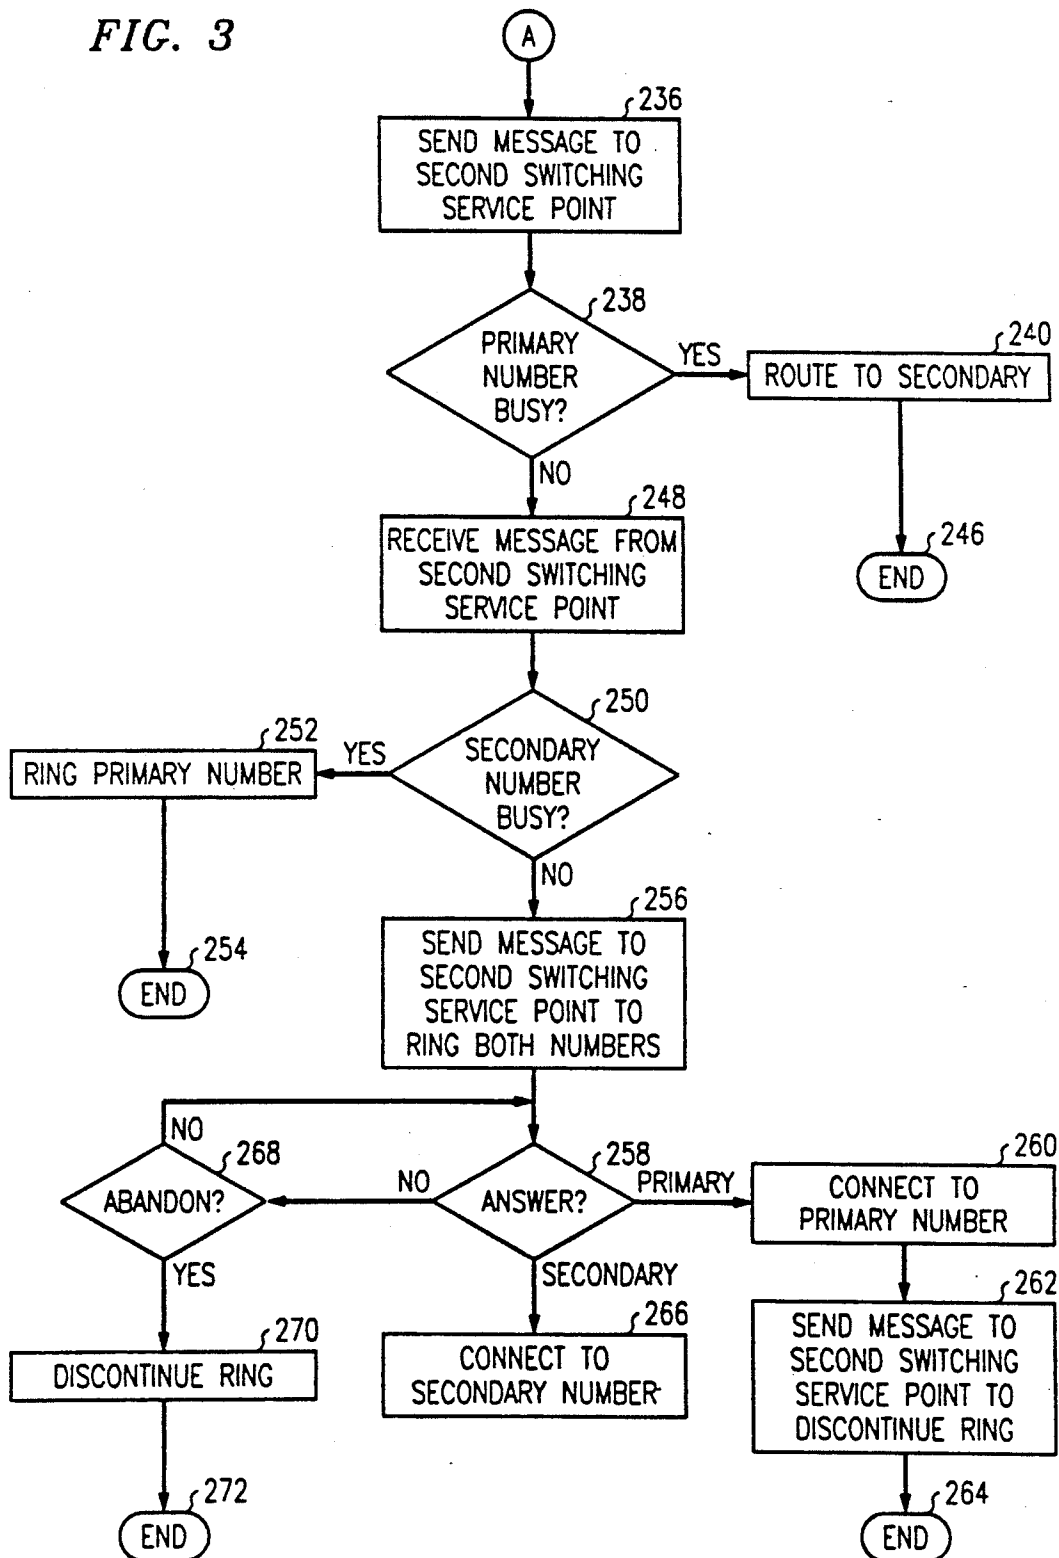 FIG. 3
A
236
SEND MESSAGE TO
SECOND SWITCHING
SERVICE POINT
238
PRIMARY
NUMBER
BUSY?
YES
240
ROUTE TO SECONDARY
246
END
NO
248
RECEIVE MESSAGE FROM
SECOND SWITCHING
SERVICE POINT
250
SECONDARY
NUMBER
BUSY?
YES
252
RING PRIMARY NUMBER
254
END
NO
256
SEND MESSAGE TO
SECOND SWITCHING
SERVICE POINT TO
RING BOTH NUMBERS
258
ANSWER?
NO
268
ABANDON?
NO
YES
270
DISCONTINUE RING
272
END
SECONDARY
266
CONNECT TO
SECONDARY NUMBER
PRIMARY
260
CONNECT TO
PRIMARY NUMBER
262
SEND MESSAGE TO
SECOND SWITCHING
SERVICE POINT TO
DISCONTINUE RING
264
END